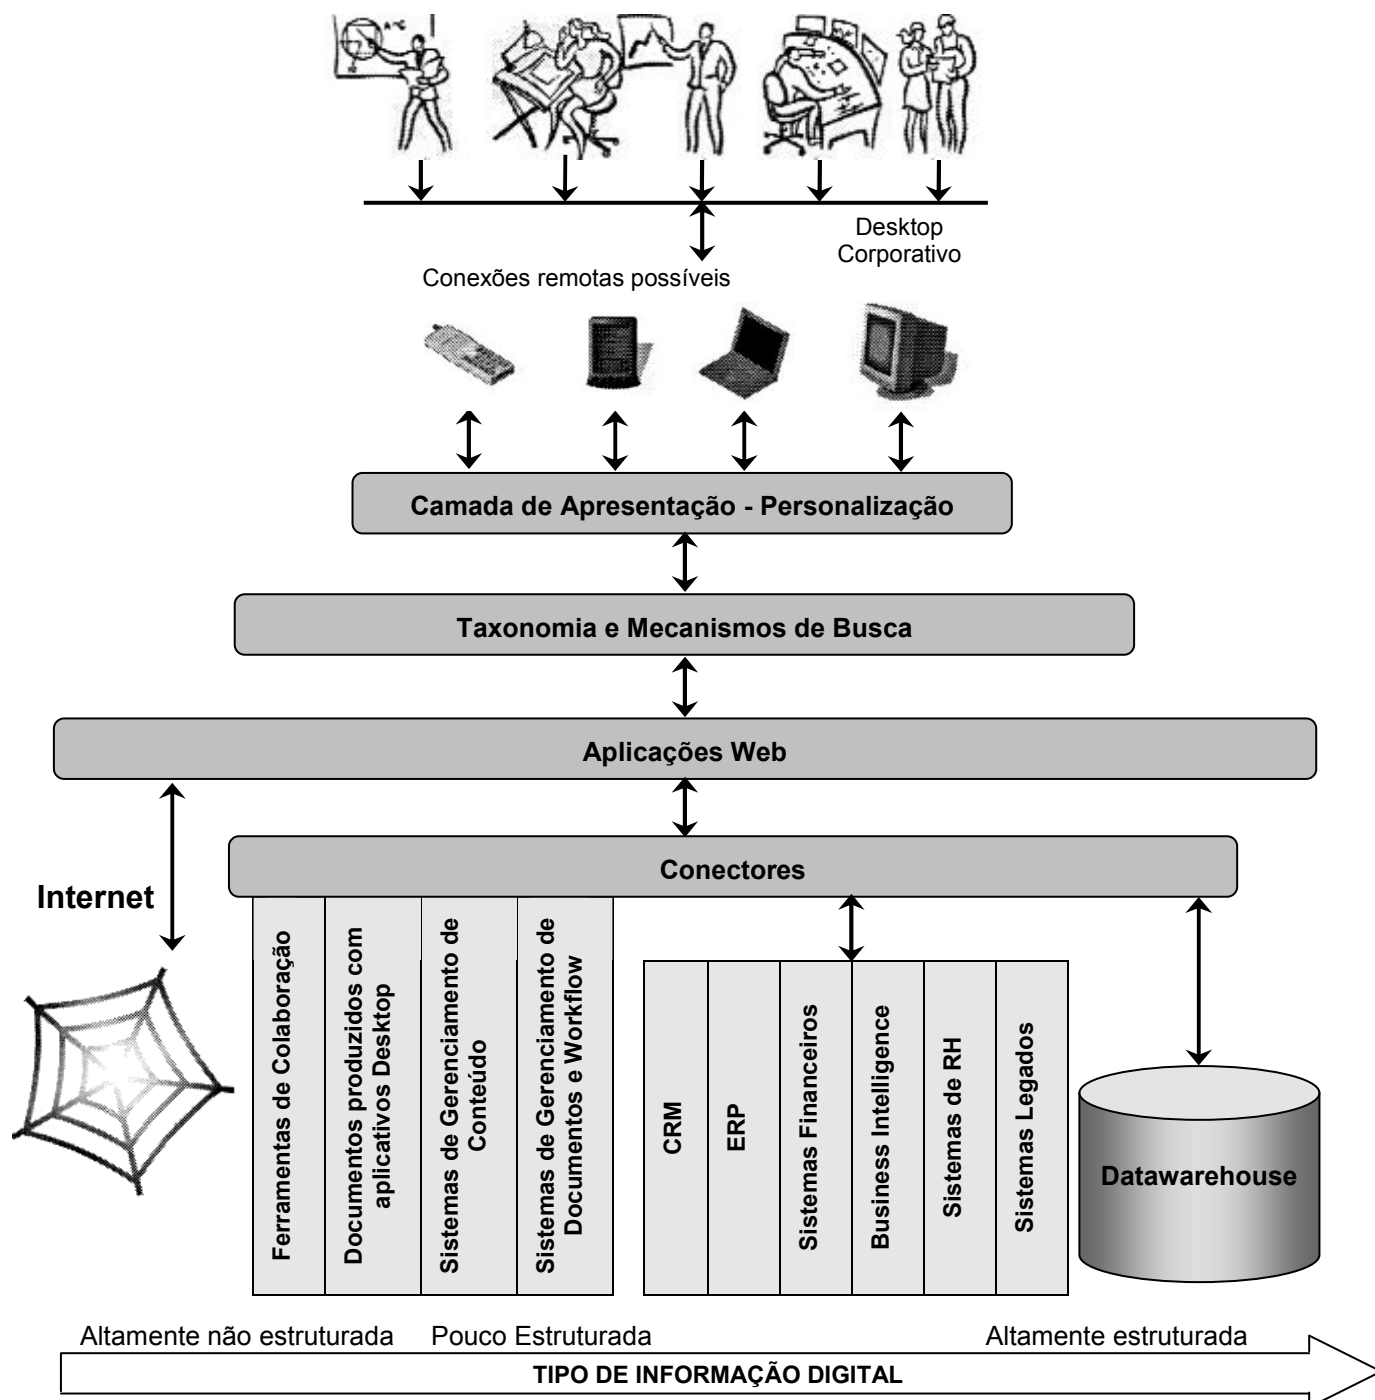 Desktop
Corporativo
Conexões remotas possíveis
Camada de Apresentação - Personalização
Taxonomia e Mecanismos de Busca
Aplicações Web
Conectores
Internet
Ferramentas de Colaboração
Documentos produzidos com
aplicativos Desktop
Sistemas de Gerenciamento de
Conteúdo
Sistemas de Gerenciamento de
Documentos e Workflow
CRM
ERP
Sistemas Financeiros
Business Intelligence
Sistemas de RH
Sistemas Legados
Datawarehouse
Altamente não estruturada
Pouco Estruturada
Altamente estruturada
TIPO DE INFORMAÇÃO DIGITAL